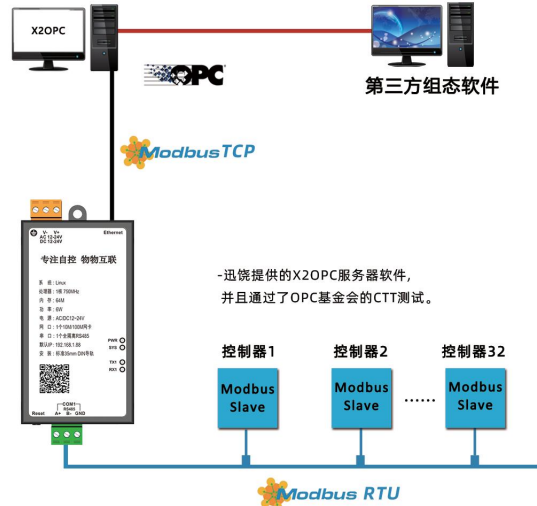 X2OPC
OPC
第三方组态软件
Modbus TCP
V- V+
AC 12-24V
DC 12-24V
Ethernet
专注自控 物物互联
系 统：Linux
处理器：1核 750MHz
内 存：64M
功 率：6W
电 源：AC/DC12~24V
网 口：1个10M/100M网卡
串 口：1个全隔离RS485
默认IP：192.168.1.88
安 装：标准35mm DIN导轨
PWR
SYS
TX1
RX1
COM1
RS485
Reset A+ B- GND
-迅饶提供的X2OPC服务器软件,
并且通过了OPC基金会的CTT测试。
控制器1 控制器2 控制器32
Modbus Slave Modbus Slave ...... Modbus Slave
Modbus RTU